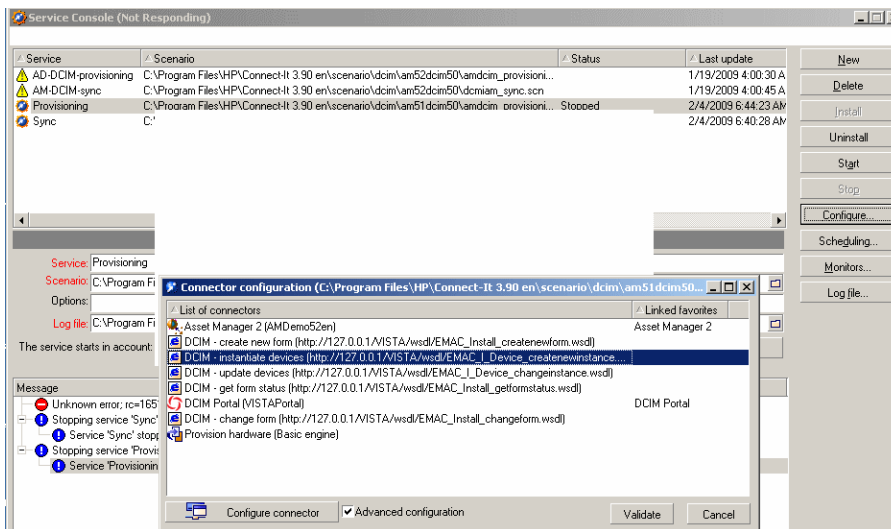 Service Console (Not Responding)
Service Scenario Status Last update
AD-DCIM-provisioning C:\Program Files\HP\Connect-It 3.90 en\scenario\dcim\am52dcim50\amdcim_provisioni... 1/19/2009 4:00:30 A
AM-DCIM-sync C:\Program Files\HP\Connect-It 3.90 en\scenario\dcim\am52dcim50\dcmiam_sync.scn 1/19/2009 4:00:45 A
Provisioning C:\Program Files\HP\Connect-It 3.90 en\scenario\dcim\am51dcim50\amdcim_provisioni... Stopped 2/4/2009 6:44:23 AM
Sync C:\ 2/4/2009 6:40:28 AM
New
Delete
Install
Uninstall
Start
Stop
Configure...
Scheduling...
Monitors...
Log file...
Service: Provisioning
Scenario: C:\Program Fi
Options:
Log file: C:\Program Fi
The service starts in account:
Message
Unknown error; rc=165
Stopping service 'Sync'
Service 'Sync' stopp
Stopping service 'Provis
Service 'Provisionin
Connector configuration (C:\Program Files\HP\Connect-It 3.90 en\scenario\dcim\am51dcim50...
List of connectors Linked favorites
Asset Manager 2 (AMDemo52en) Asset Manager 2
DCIM - create new form (http://127.0.0.1/VISTA/wsdl/EMAC_Install_createnewform.wsdl)
DCIM - instantiate devices (http://127.0.0.1/VISTA/wsdl/EMAC_I_Device_createnewinstance....
DCIM - update devices (http://127.0.0.1/VISTA/wsdl/EMAC_I_Device_changeinstance.wsdl)
DCIM - get form status (http://127.0.0.1/VISTA/wsdl/EMAC_Install_getformstatus.wsdl)
DCIM Portal (VISTAPortal) DCIM Portal
DCIM - change form (http://127.0.0.1/VISTA/wsdl/EMAC_Install_changeform.wsdl)
Provision hardware (Basic engine)
Configure connector Advanced configuration Validate Cancel